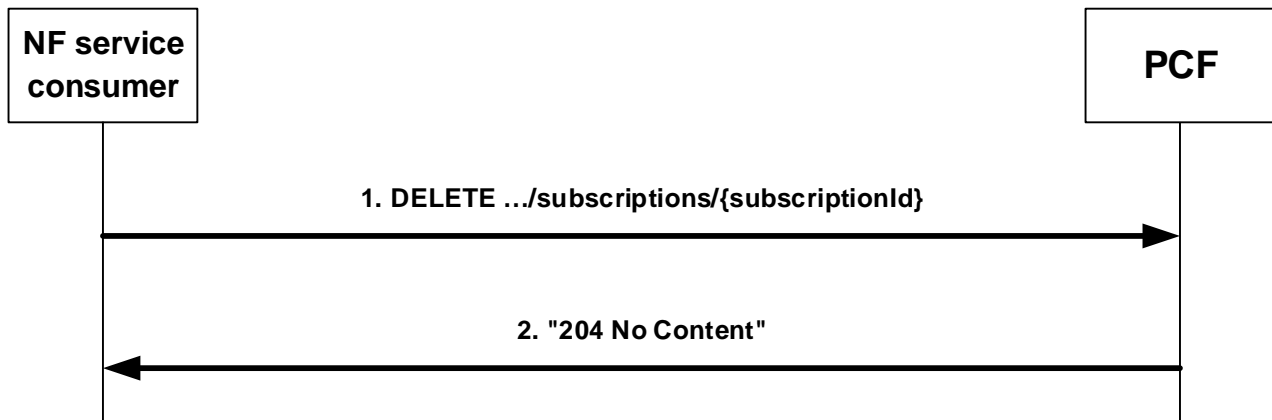 NF service
consumer
PCF
1. DELETE …/subscriptions/{subscriptionId}
2. "204 No Content"